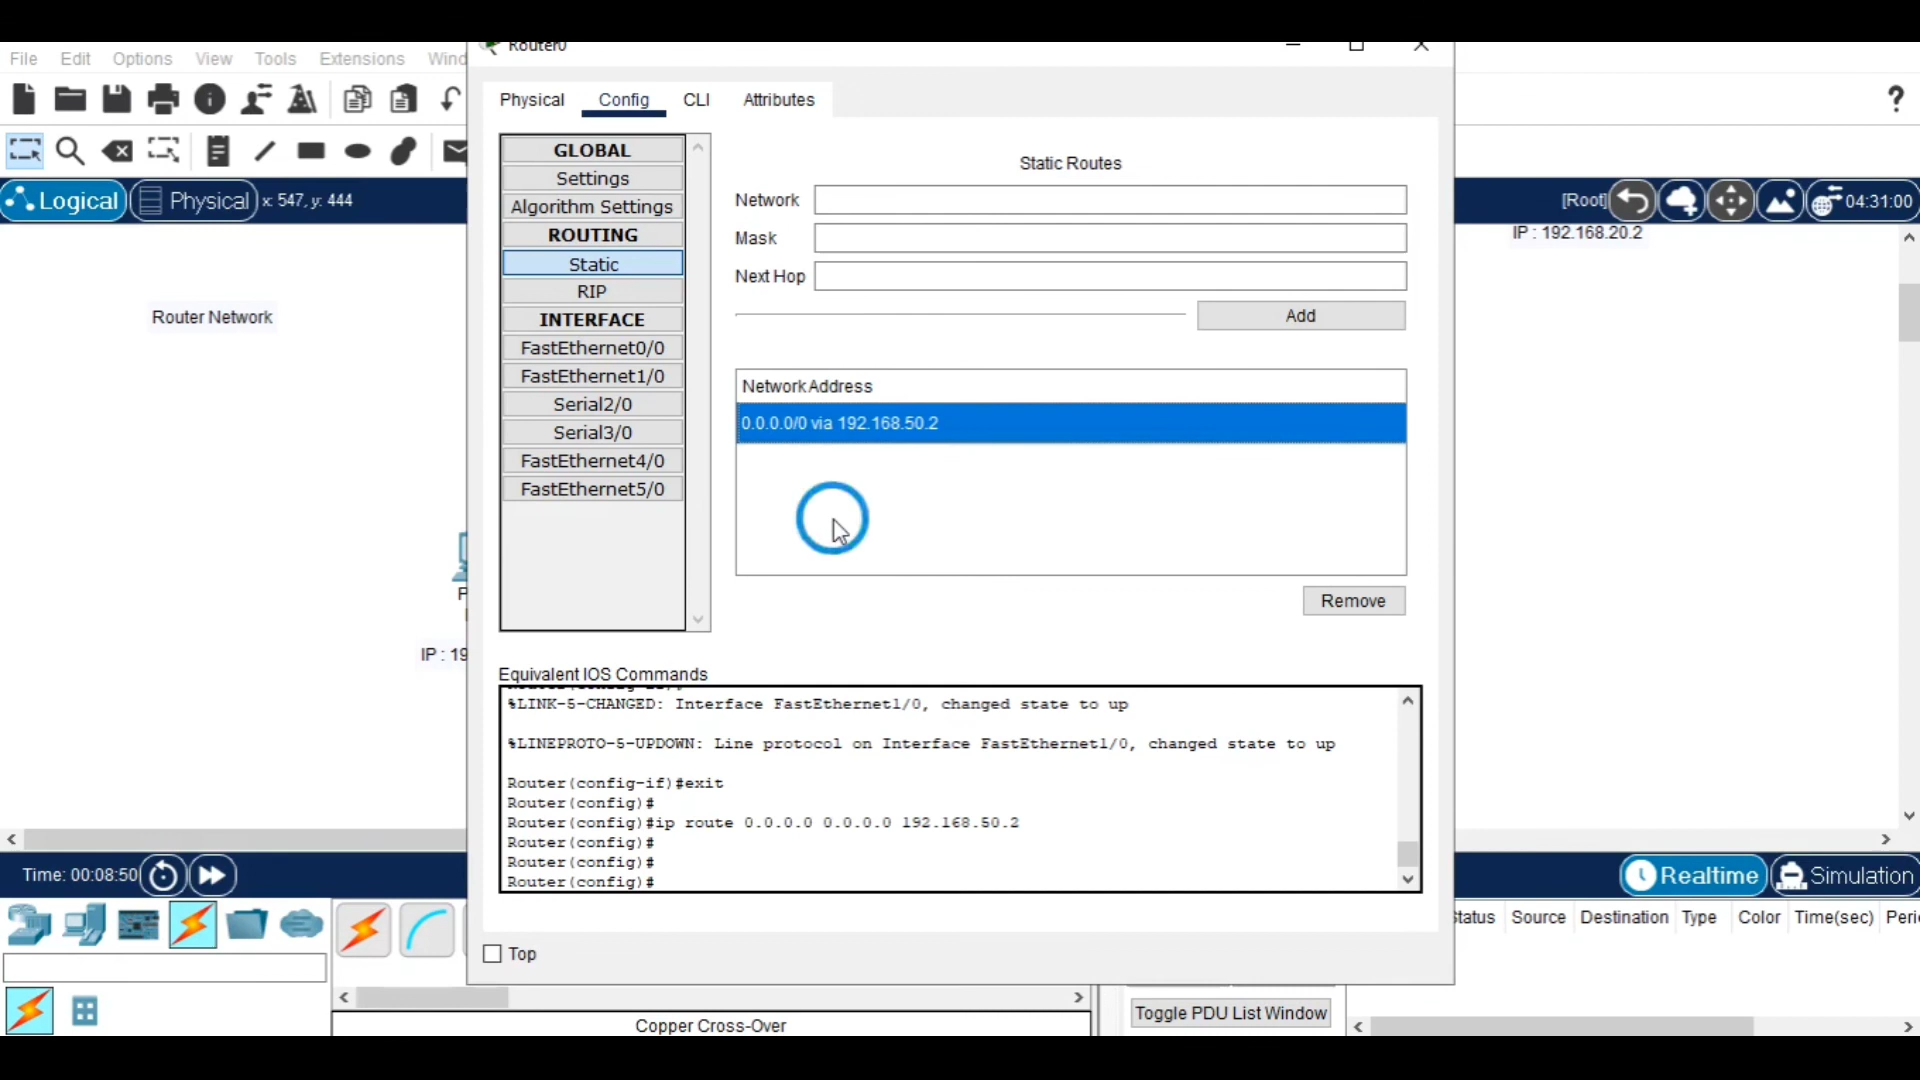 Router0
File Edit Options View Tools Extensions Wind
Physical Config CLI Attributes
?
Logical Physical x: 547, y: 444
[Root] 04:31:00
IP : 192.168.20.2
Router Network
IP : 19
GLOBAL
Settings
Algorithm Settings
ROUTING
Static
RIP
INTERFACE
FastEthernet0/0
FastEthernet1/0
Serial2/0
Serial3/0
FastEthernet4/0
FastEthernet5/0
Static Routes
Network
Mask
Next Hop
Add
Network Address
0.0.0.0/0 via 192.168.50.2
Remove
Equivalent IOS Commands
%LINK-5-CHANGED: Interface FastEthernet1/0, changed state to up
%LINEPROTO-5-UPDOWN: Line protocol on Interface FastEthernet1/0, changed state to up
Router(config-if)#exit
Router(config)#
Router(config)#ip route 0.0.0.0 0.0.0.0 192.168.50.2
Router(config)#
Router(config)#
Router(config)#
Top
Time: 00:08:50
Realtime Simulation
Status Source Destination Type Color Time(sec) Peri
Toggle PDU List Window
Copper Cross-Over